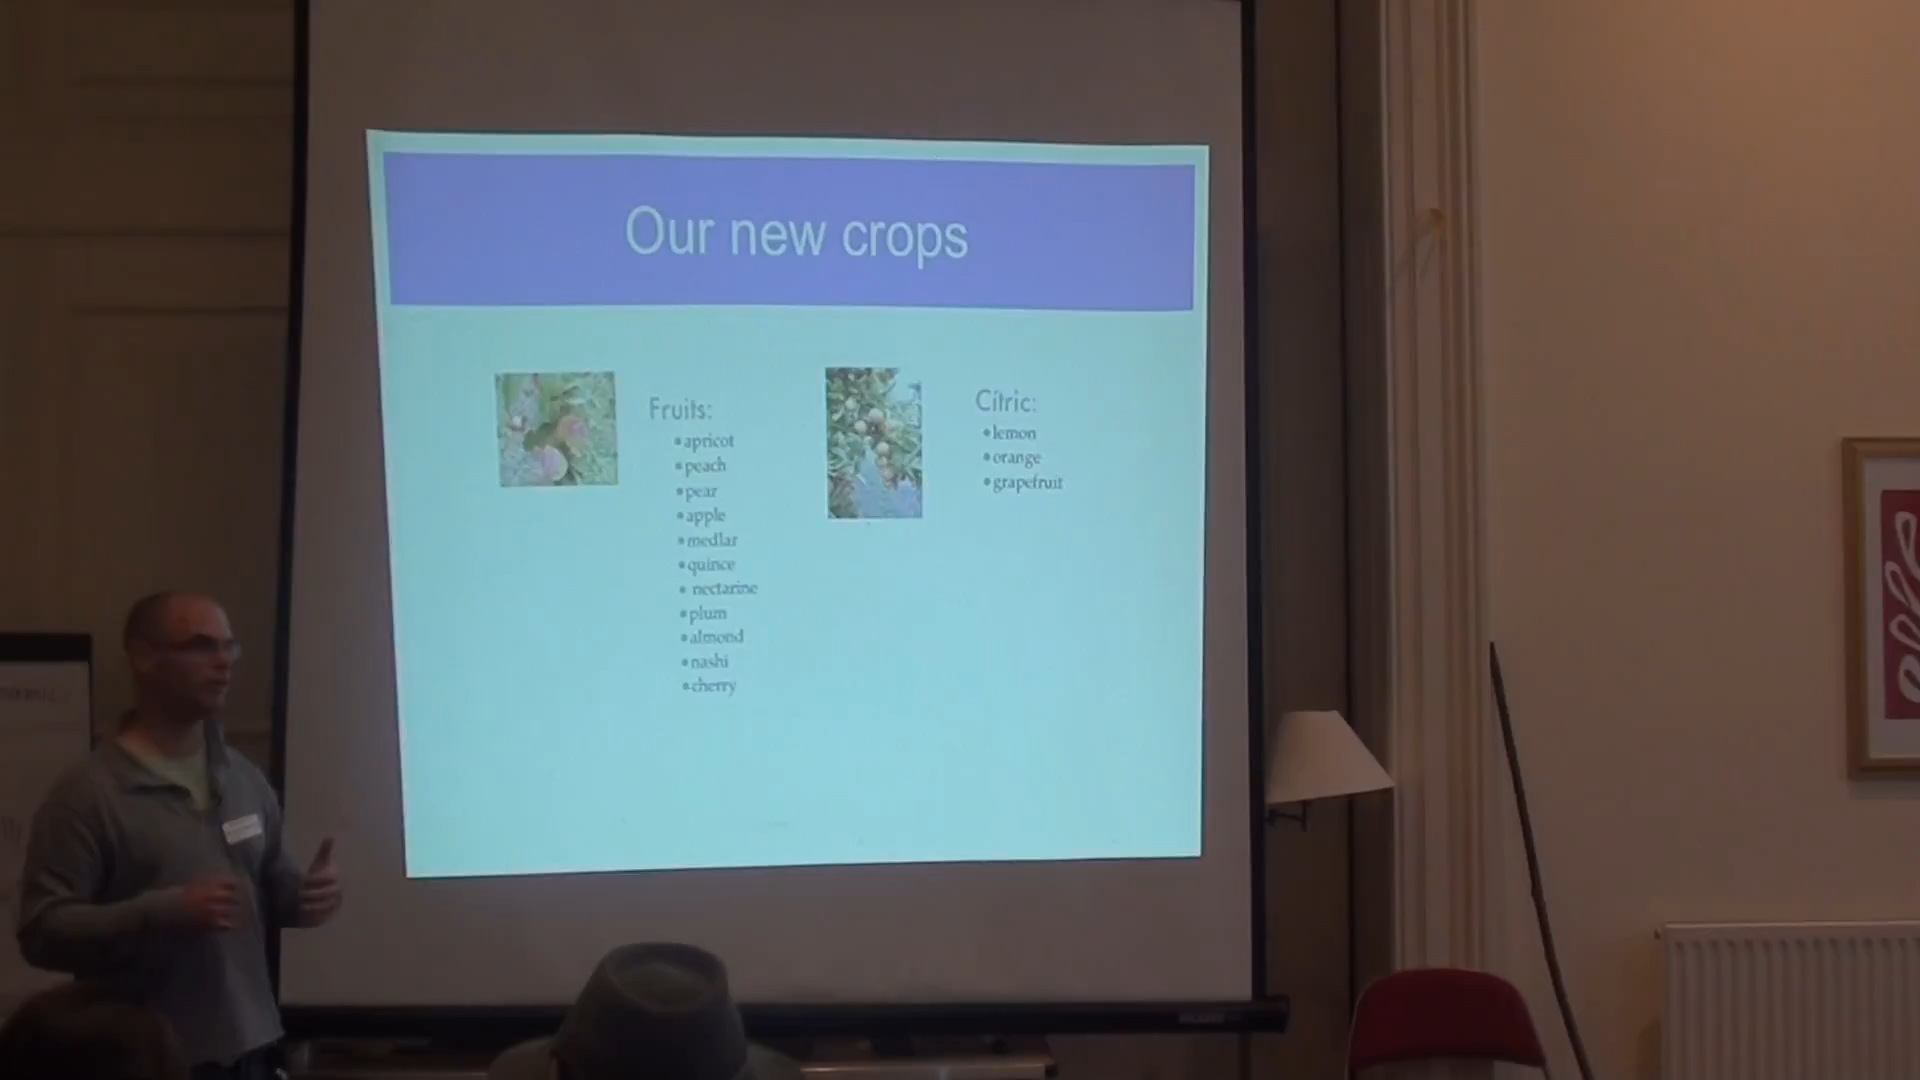 Our new crops
Fruits:
•apricot
•peach
•pear
•apple
•medlar
•quince
• nectarine
•plum
•almond
•nashi
•cherry
Citric:
•lemon
•orange
•grapefruit